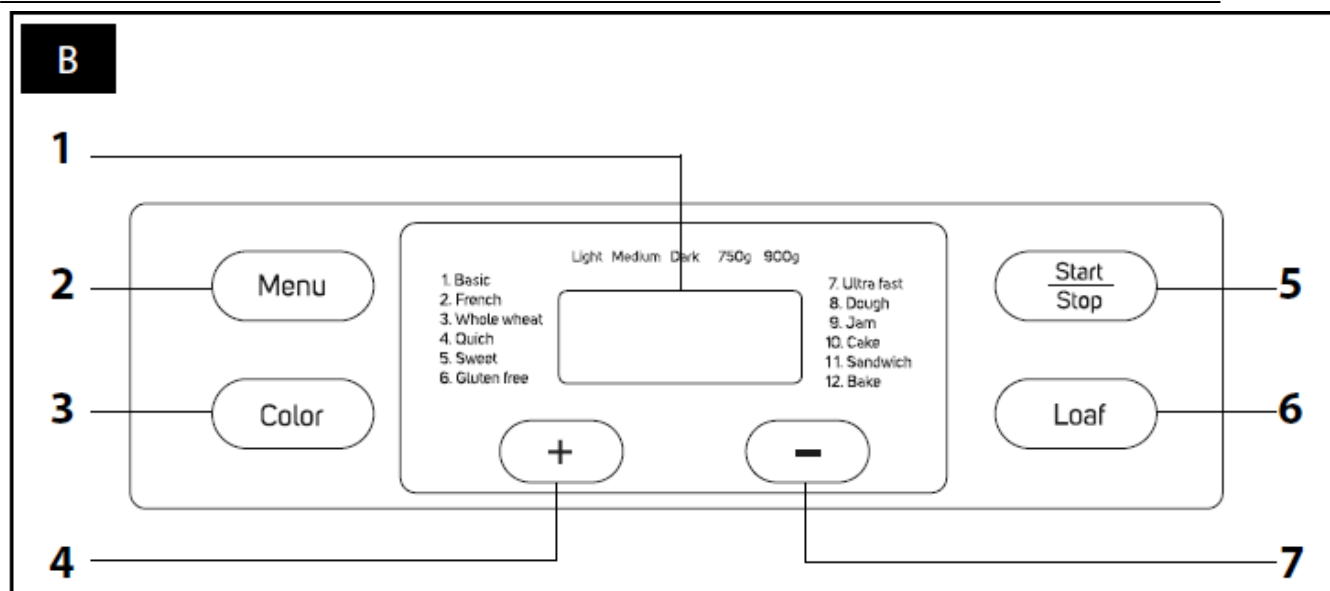 B
1
Light Medium Dark 750g 900g
1. Basic
2. French
3. Whole wheat
4. Quich
5. Sweet
6. Gluten free
7. Ultra fast
8. Dough
9. Jam
10. Cake
11. Sandwich
12. Bake
2
Menu
3
Color
+
-
Start
Stop
5
Loaf
6
4
7